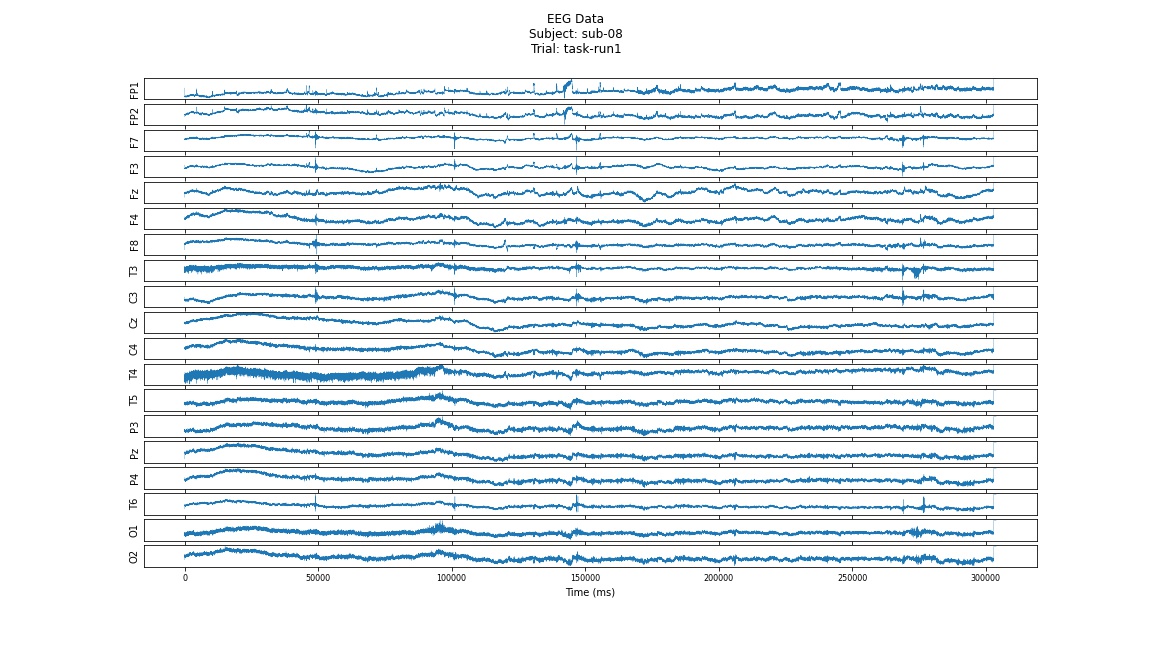 EEG Data
Subject: sub-08
Trial: task-run1
FP1
FP2
F7
F3
Fz
F4
F8
T3
C3
Cz
C4
T4
T5
P3
Pz
P4
T6
O1
O2
0 50000 100000 150000 200000 250000 300000
Time (ms)